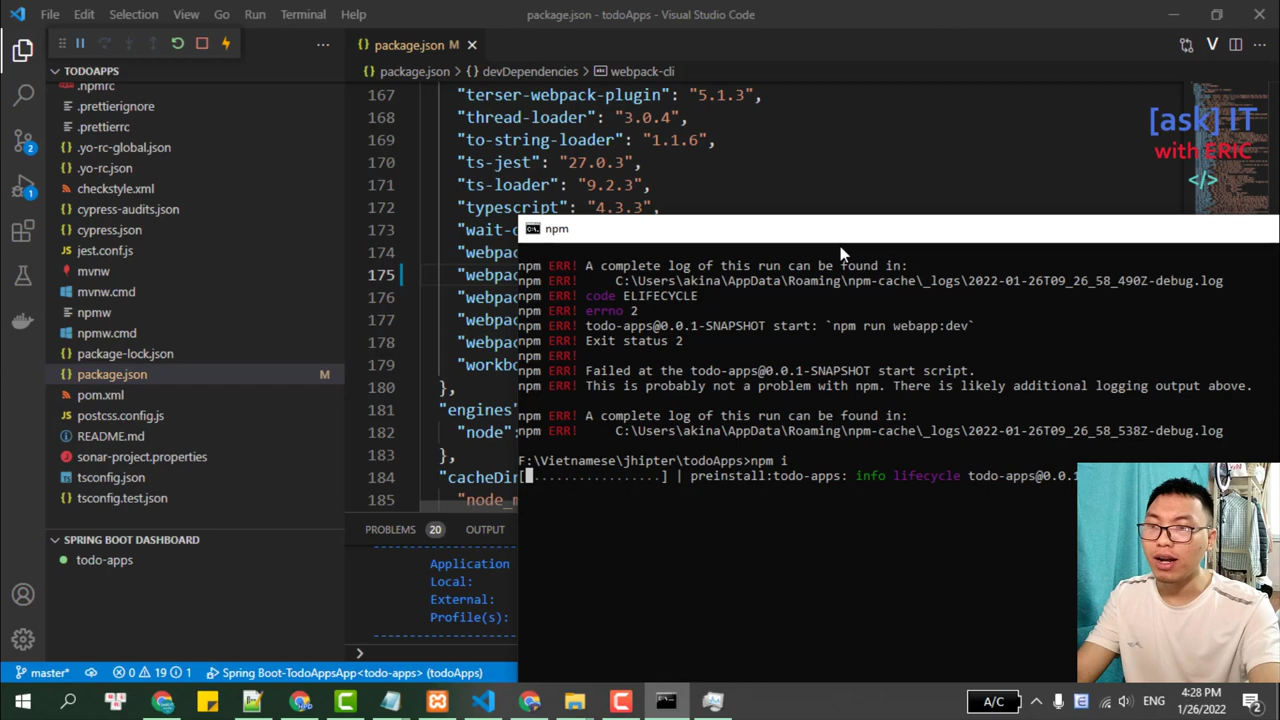 File Edit Selection View Go Run Terminal Help
package.json - todoApps - Visual Studio Code
package.json M
TODOAPPS
package.json > {} devDependencies > webpack-cli
.npmrc
.prettierignore
.prettierrc
.yo-rc-global.json
.yo-rc.json
checkstyle.xml
cypress-audits.json
cypress.json
jest.conf.js
mvnw
mvnw.cmd
npmw
npmw.cmd
package-lock.json
package.json M
pom.xml
postcss.config.js
README.md
sonar-project.properties
tsconfig.json
tsconfig.test.json
SPRING BOOT DASHBOARD
todo-apps
2
1
167 "terser-webpack-plugin": "5.1.3",
168 "thread-loader": "3.0.4",
169 "to-string-loader": "1.1.6",
170 "ts-jest": "27.0.3",
171 "ts-loader": "9.2.3",
172 "typescript": "4.3.3",
173 "wait-o
174 "webpac
175 "webpac
176 "webpac
177 "webpac
178 "webpac
179 "workbo
180 },
181 "engines"
182 "node":
183 },
184 "cacheDir
185 "node_m
[ask] IT
with ERIC
</>
npm
npm ERR! A complete log of this run can be found in:
npm ERR! C:\Users\akina\AppData\Roaming\npm-cache\_logs\2022-01-26T09_26_58_490Z-debug.log
npm ERR! code ELIFECYCLE
npm ERR! errno 2
npm ERR! todo-apps@0.0.1-SNAPSHOT start: `npm run webapp:dev`
npm ERR! Exit status 2
npm ERR!
npm ERR! Failed at the todo-apps@0.0.1-SNAPSHOT start script.
npm ERR! This is probably not a problem with npm. There is likely additional logging output above.
npm ERR! A complete log of this run can be found in:
npm ERR! C:\Users\akina\AppData\Roaming\npm-cache\_logs\2022-01-26T09_26_58_538Z-debug.log
F:\Vietnamese\jhipter\todoApps>npm i
[.................] | preinstall:todo-apps: info lifecycle todo-apps@0.0.1
PROBLEMS 20 OUTPUT
Application
Local:
External:
Profile(s):
master* 0 19 1 Spring Boot-TodoAppsApp<todo-apps> (todoApps)
A/C
ENG
4:28 PM
1/26/2022
2